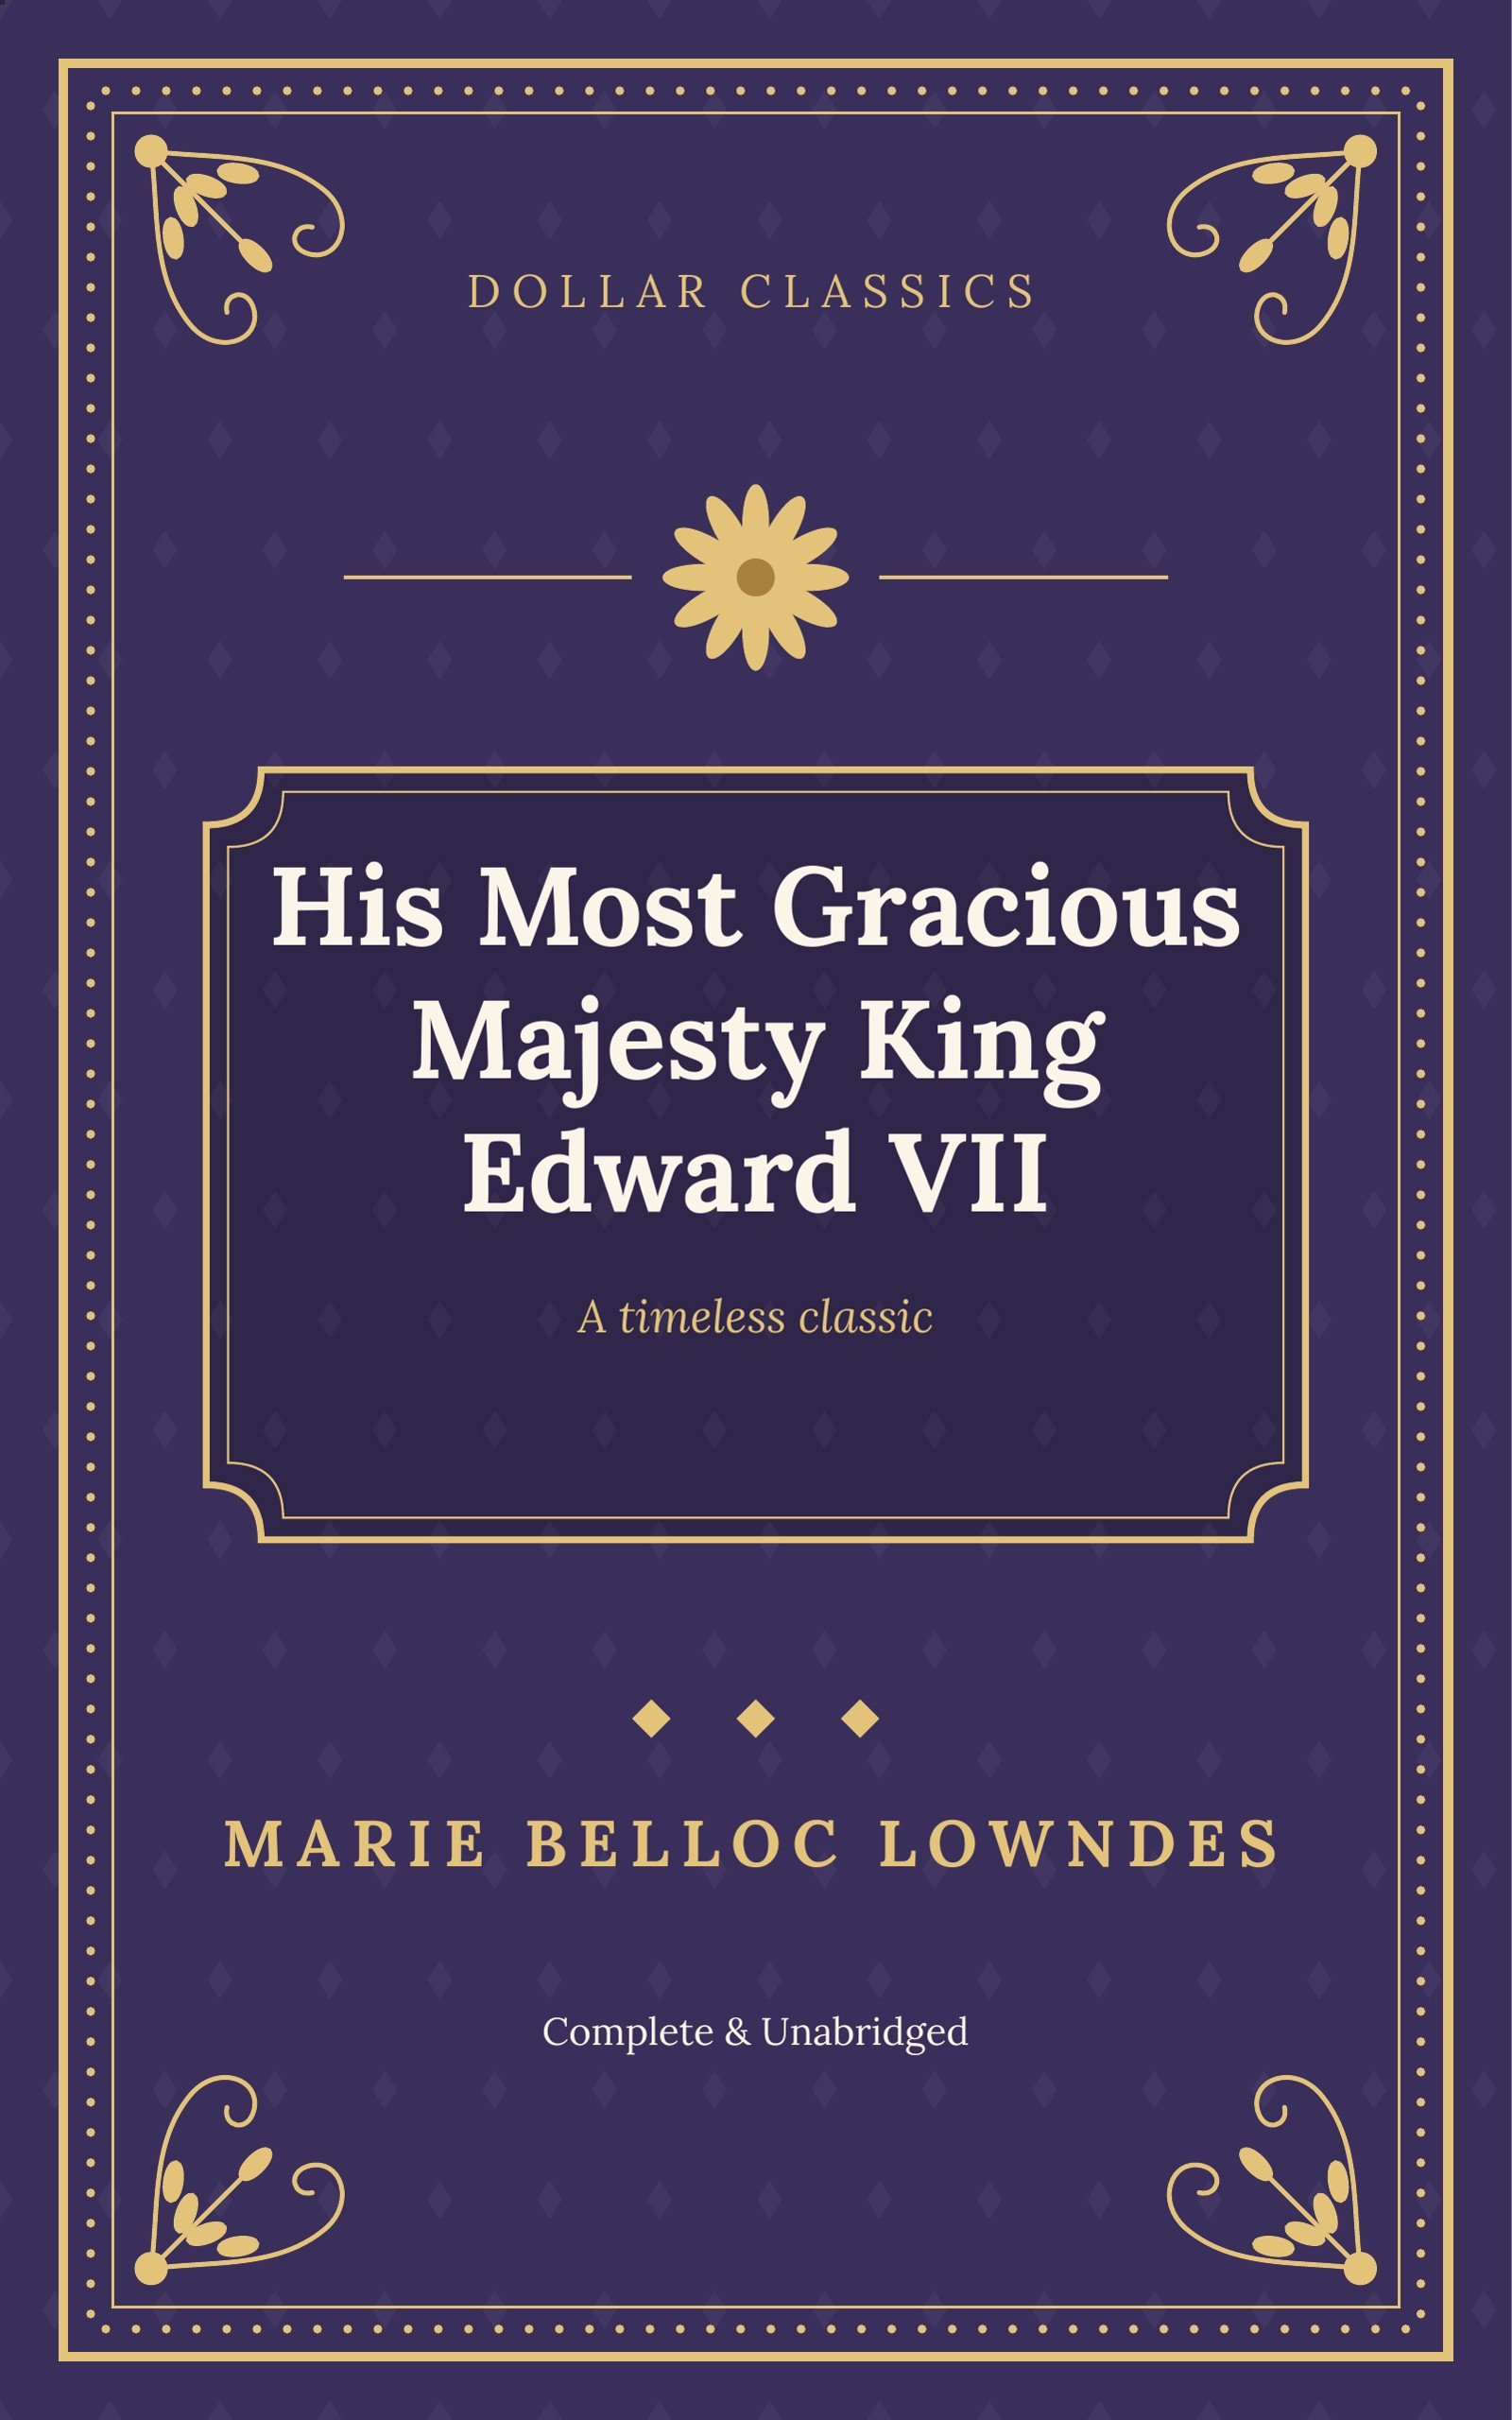 DOLLAR CLASSICS
His Most Gracious
Majesty King
Edward VII
A timeless classic
MARIE BELLOC LOWNDES
Complete & Unabridged